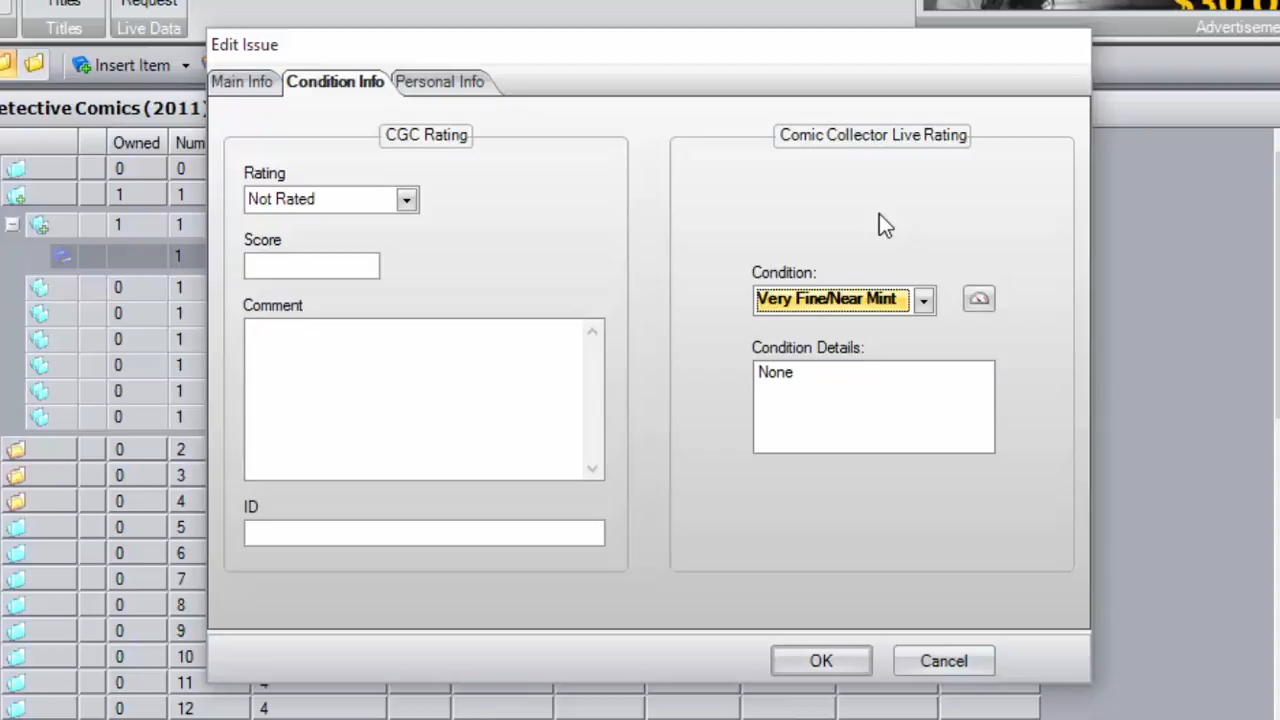 Titles
Request
$30 O
Titles
Live Data
Advertiseme
Edit Issue
Insert Item
Main Info
Condition Info
Personal Info
etective Comics (2011)
CGC Rating
Comic Collector Live Rating
Owned
Num
0 0
1 1
1 1
1
0 1
0 1
0 1
0 1
0 1
0 1
0 2
0 3
0 4
0 5
0 6
0 7
0 8
0 9
0 10
0 11 4
0 12 4
Rating
Not Rated
Score
Comment
ID
Condition:
Very Fine/Near Mint
Condition Details:
None
OK
Cancel